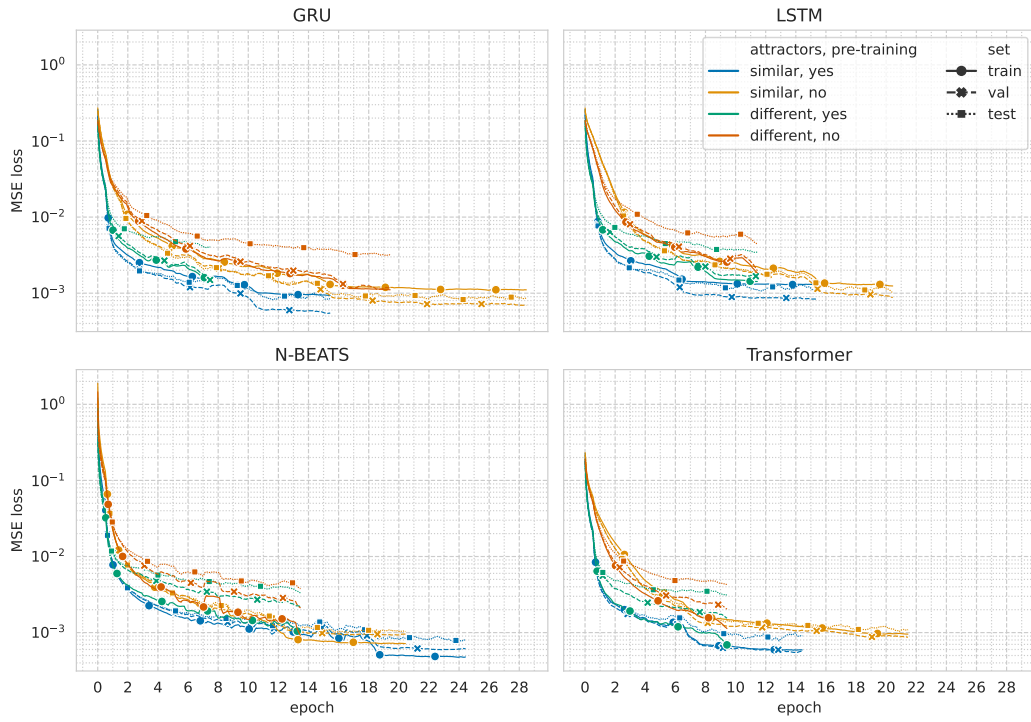 GRU
LSTM
MSE loss
10⁰
10⁻¹
10⁻²
10⁻³
attractors, pre-training
similar, yes
similar, no
different, yes
different, no
set
train
val
test
N-BEATS
Transformer
MSE loss
10⁰
10⁻¹
10⁻²
10⁻³
0 2 4 6 8 10 12 14 16 18 20 22 24 26 28
epoch
0 2 4 6 8 10 12 14 16 18 20 22 24 26 28
epoch